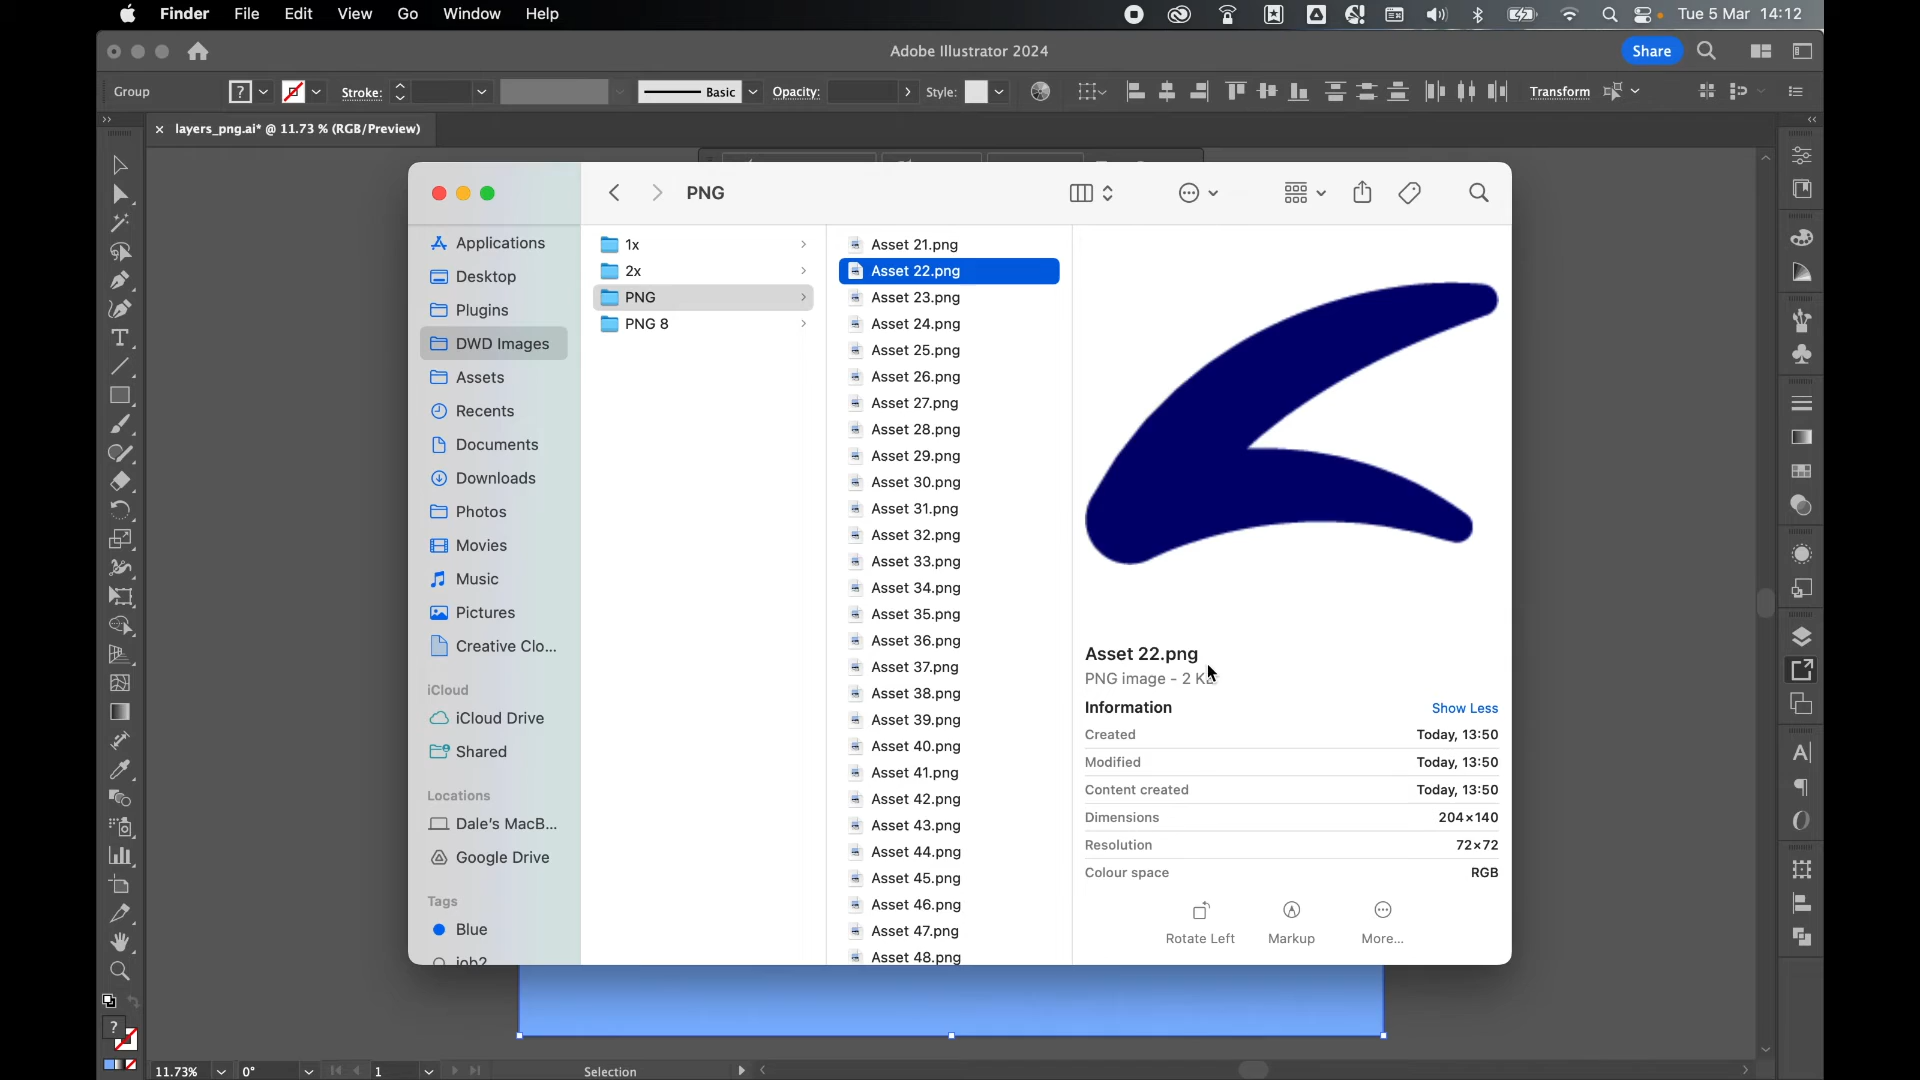 Finder File Edit View Go Window Help Tue 5 Mar 14:12
Adobe Illustrator 2024 Share
Group Stroke: Basic Opacity: Style: Transform
× layers_png.ai* @ 11.73 % (RGB/Preview)
PNG
Applications
Desktop
Plugins
DWD Images
Assets
Recents
Documents
Downloads
Photos
Movies
Music
Pictures
Creative Clo...
iCloud
iCloud Drive
Shared
Locations
Dale's MacB...
Google Drive
Tags
Blue
1x
2x
PNG
PNG 8
Asset 21.png
Asset 22.png
Asset 23.png
Asset 24.png
Asset 25.png
Asset 26.png
Asset 27.png
Asset 28.png
Asset 29.png
Asset 30.png
Asset 31.png
Asset 32.png
Asset 33.png
Asset 34.png
Asset 35.png
Asset 36.png
Asset 37.png
Asset 38.png
Asset 39.png
Asset 40.png
Asset 41.png
Asset 42.png
Asset 43.png
Asset 44.png
Asset 45.png
Asset 46.png
Asset 47.png
Asset 48.png
Asset 22.png
PNG image - 2 KB
Information Show Less
Created Today, 13:50
Modified Today, 13:50
Content created Today, 13:50
Dimensions 204×140
Resolution 72×72
Colour space RGB
Rotate Left Markup More...
11.73% 0° 1 Selection